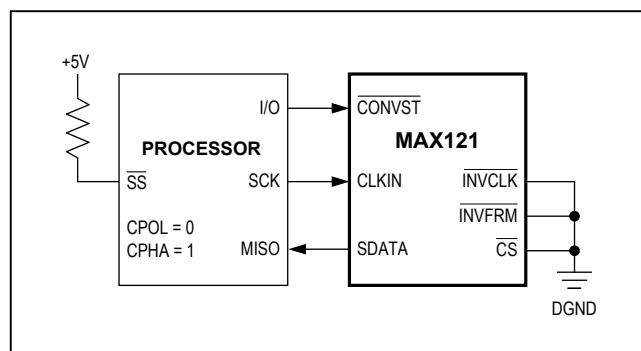 +5V
I/O
CONVST
PROCESSOR
MAX121
SS
SCK
CLKIN
INVCLK
INVFRM
CPOL = 0
CPHA = 1
MISO
SDATA
CS
DGND